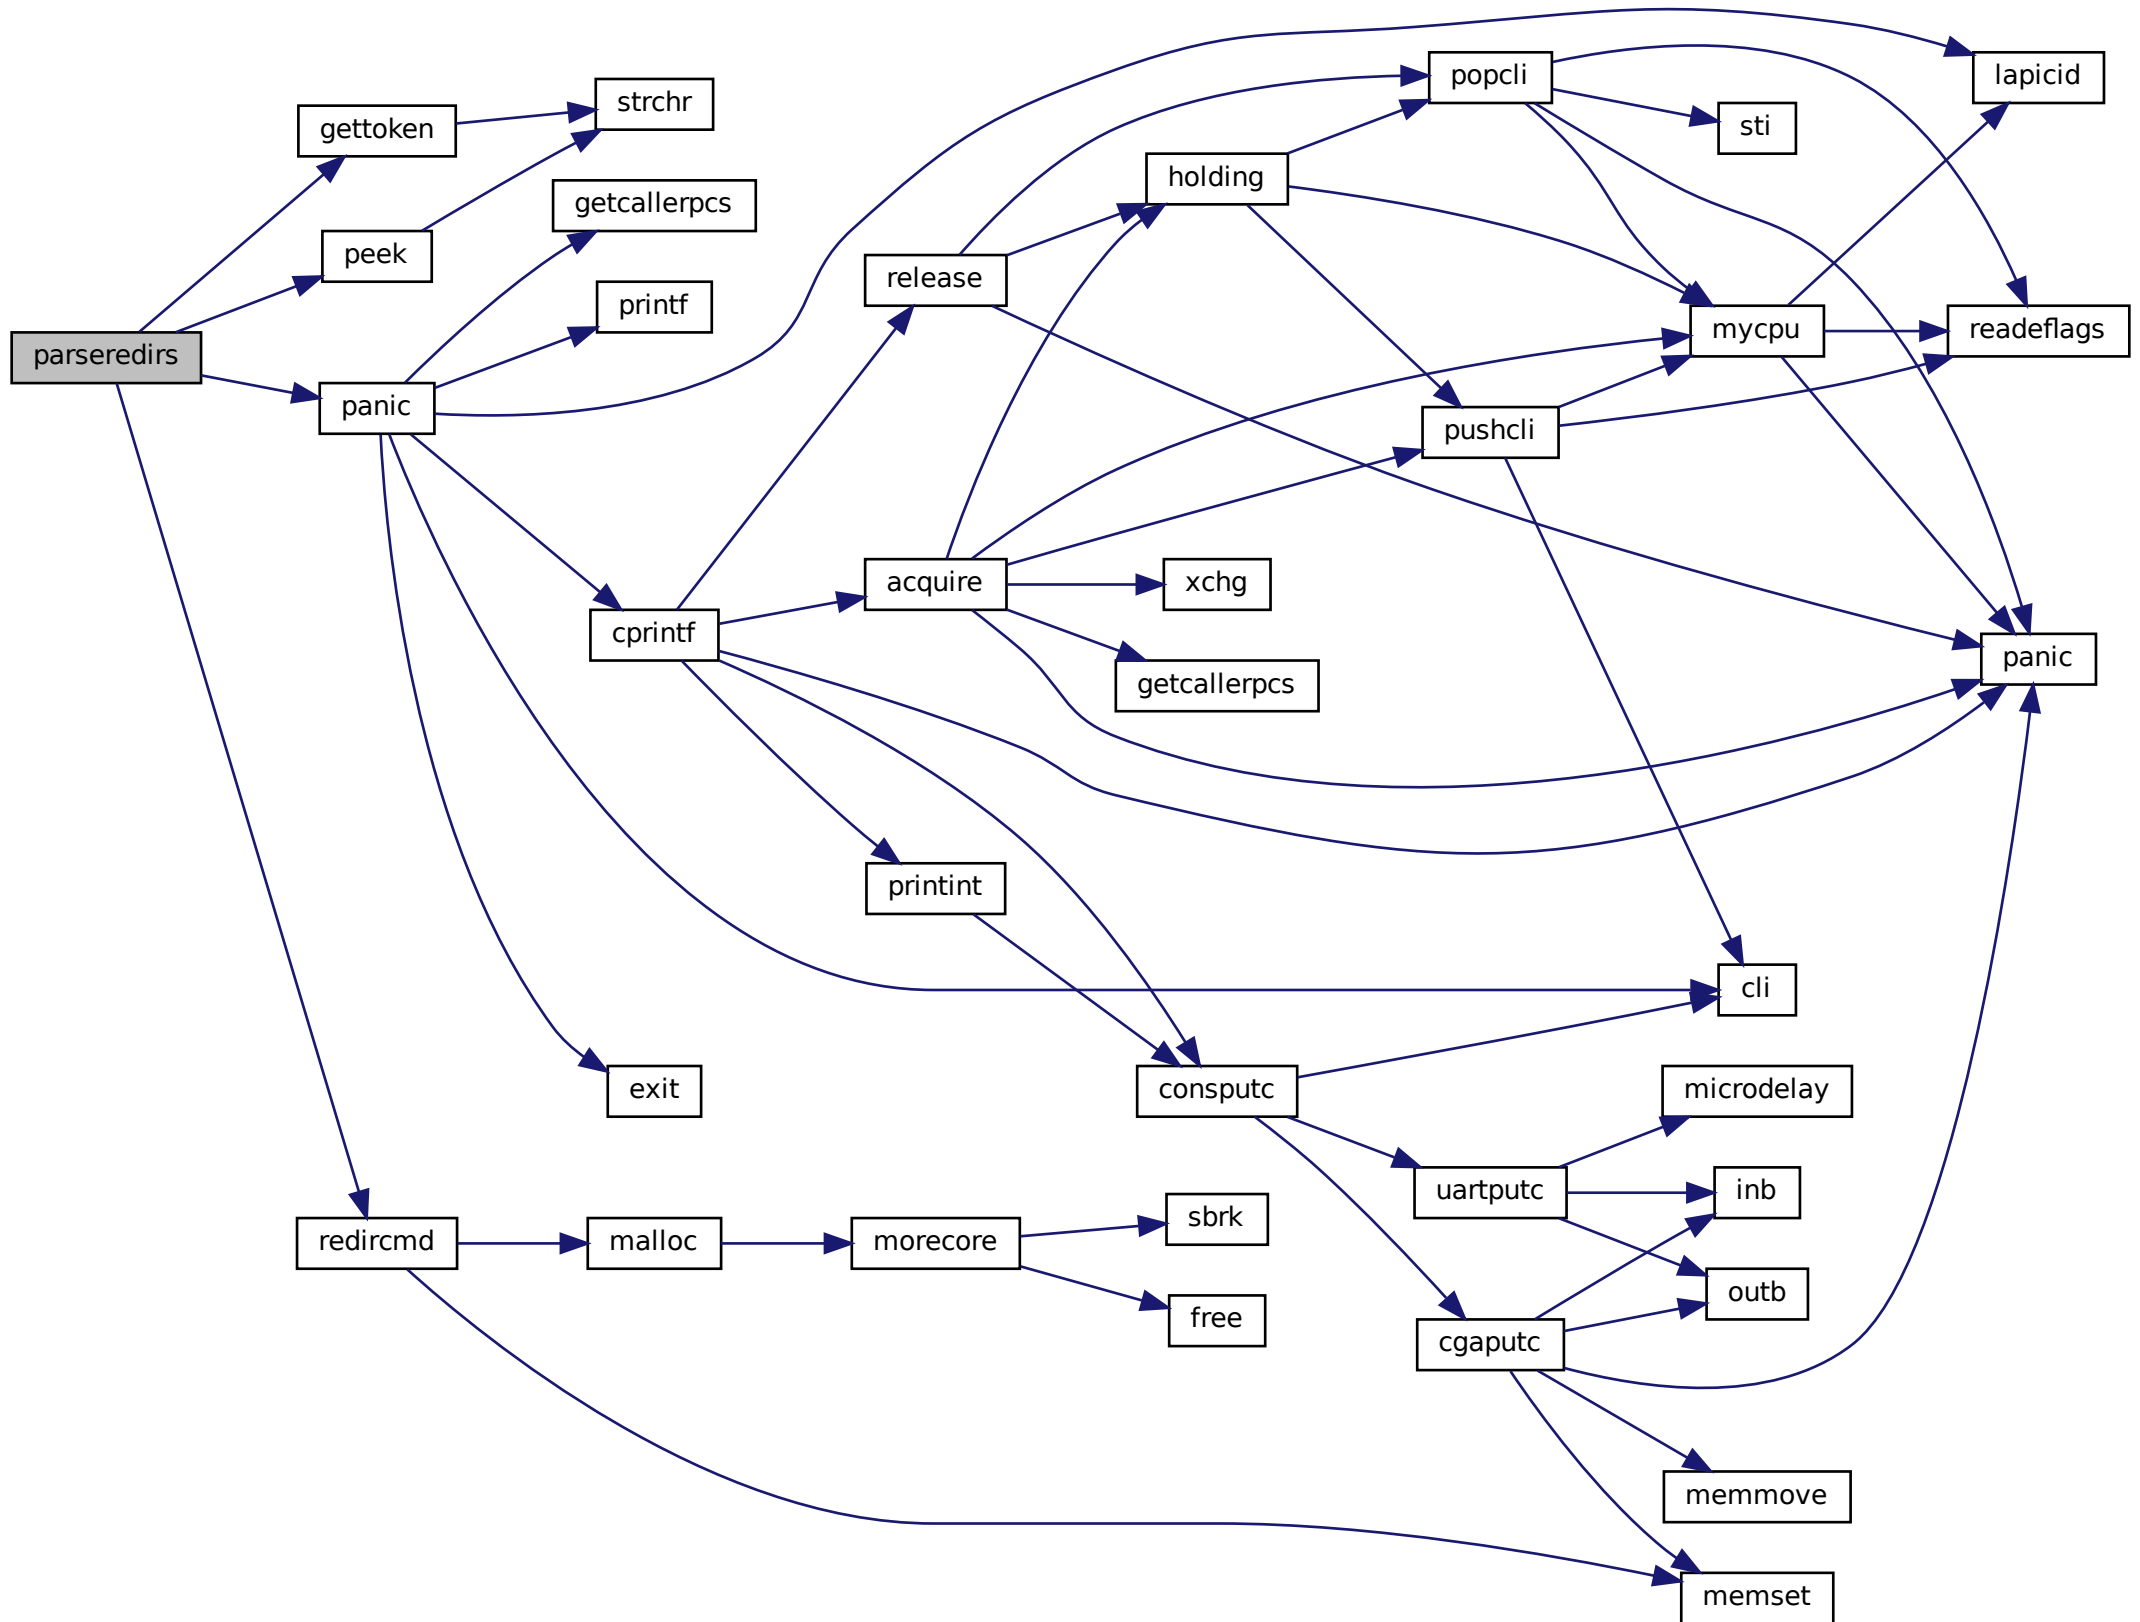 parseredirs
gettoken
peek
panic
redircmd
strchr
getcallerpcs
printf
cprintf
exit
malloc
release
acquire
printint
morecore
holding
xchg
getcallerpcs
consputc
sbrk
free
popcli
pushcli
uartputc
cgaputc
sti
mycpu
cli
microdelay
inb
outb
memmove
memset
lapicid
readeflags
panic